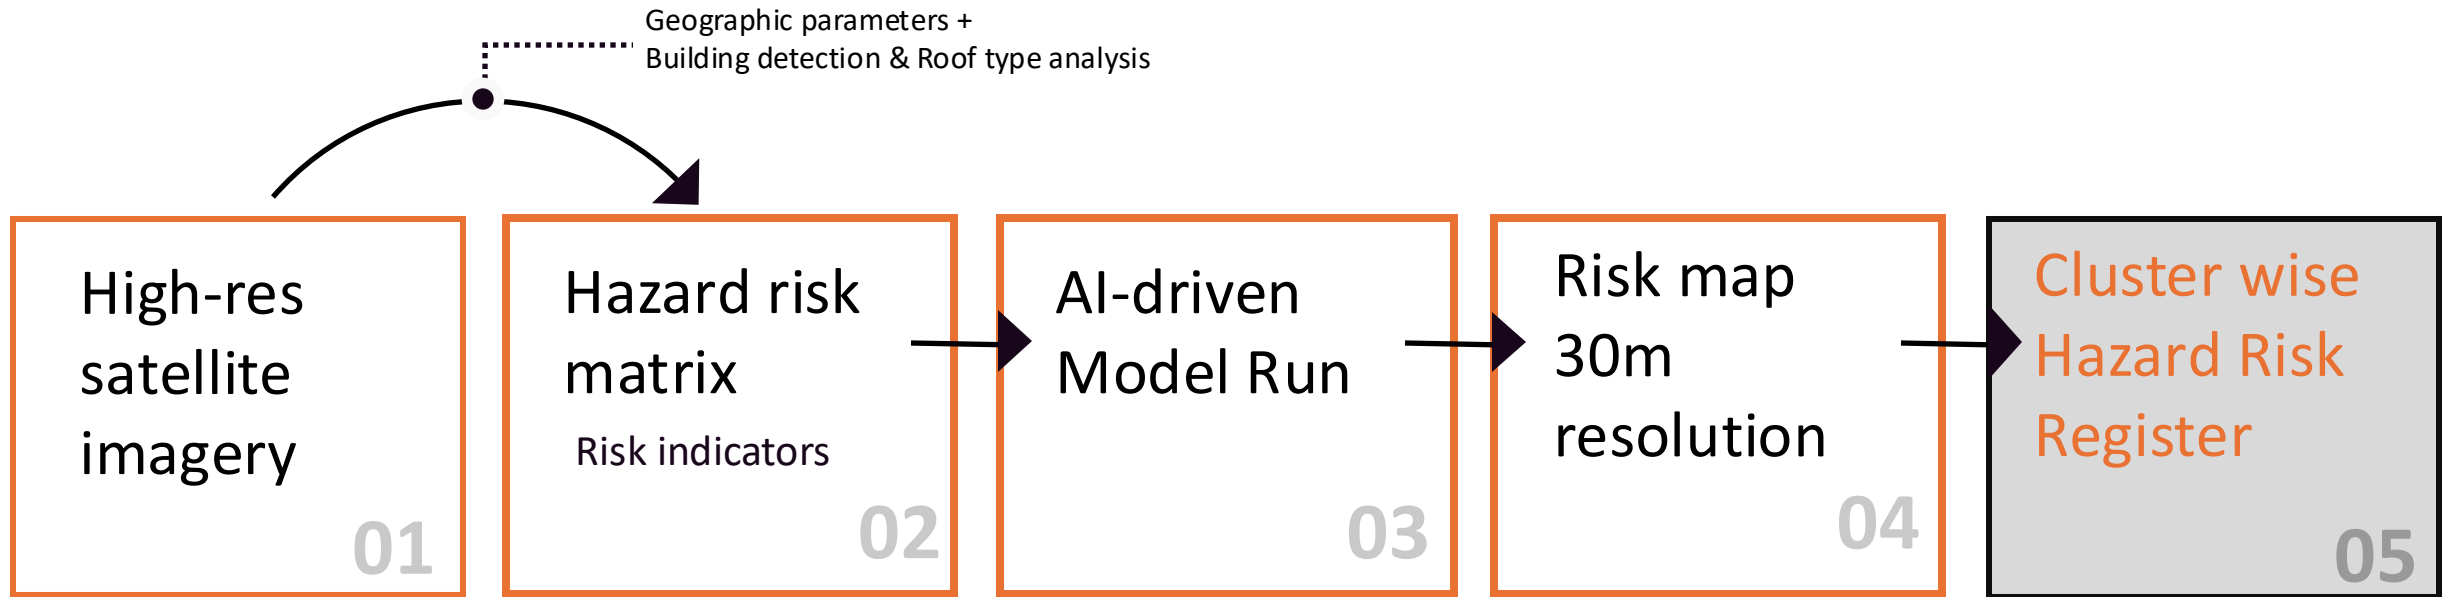 Geographic parameters +
Building detection & Roof type analysis
High-res
satellite
imagery
01
Hazard risk
matrix
Risk indicators
02
AI-driven
Model Run
03
Risk map
30m
resolution
04
Cluster wise
Hazard Risk
Register
05